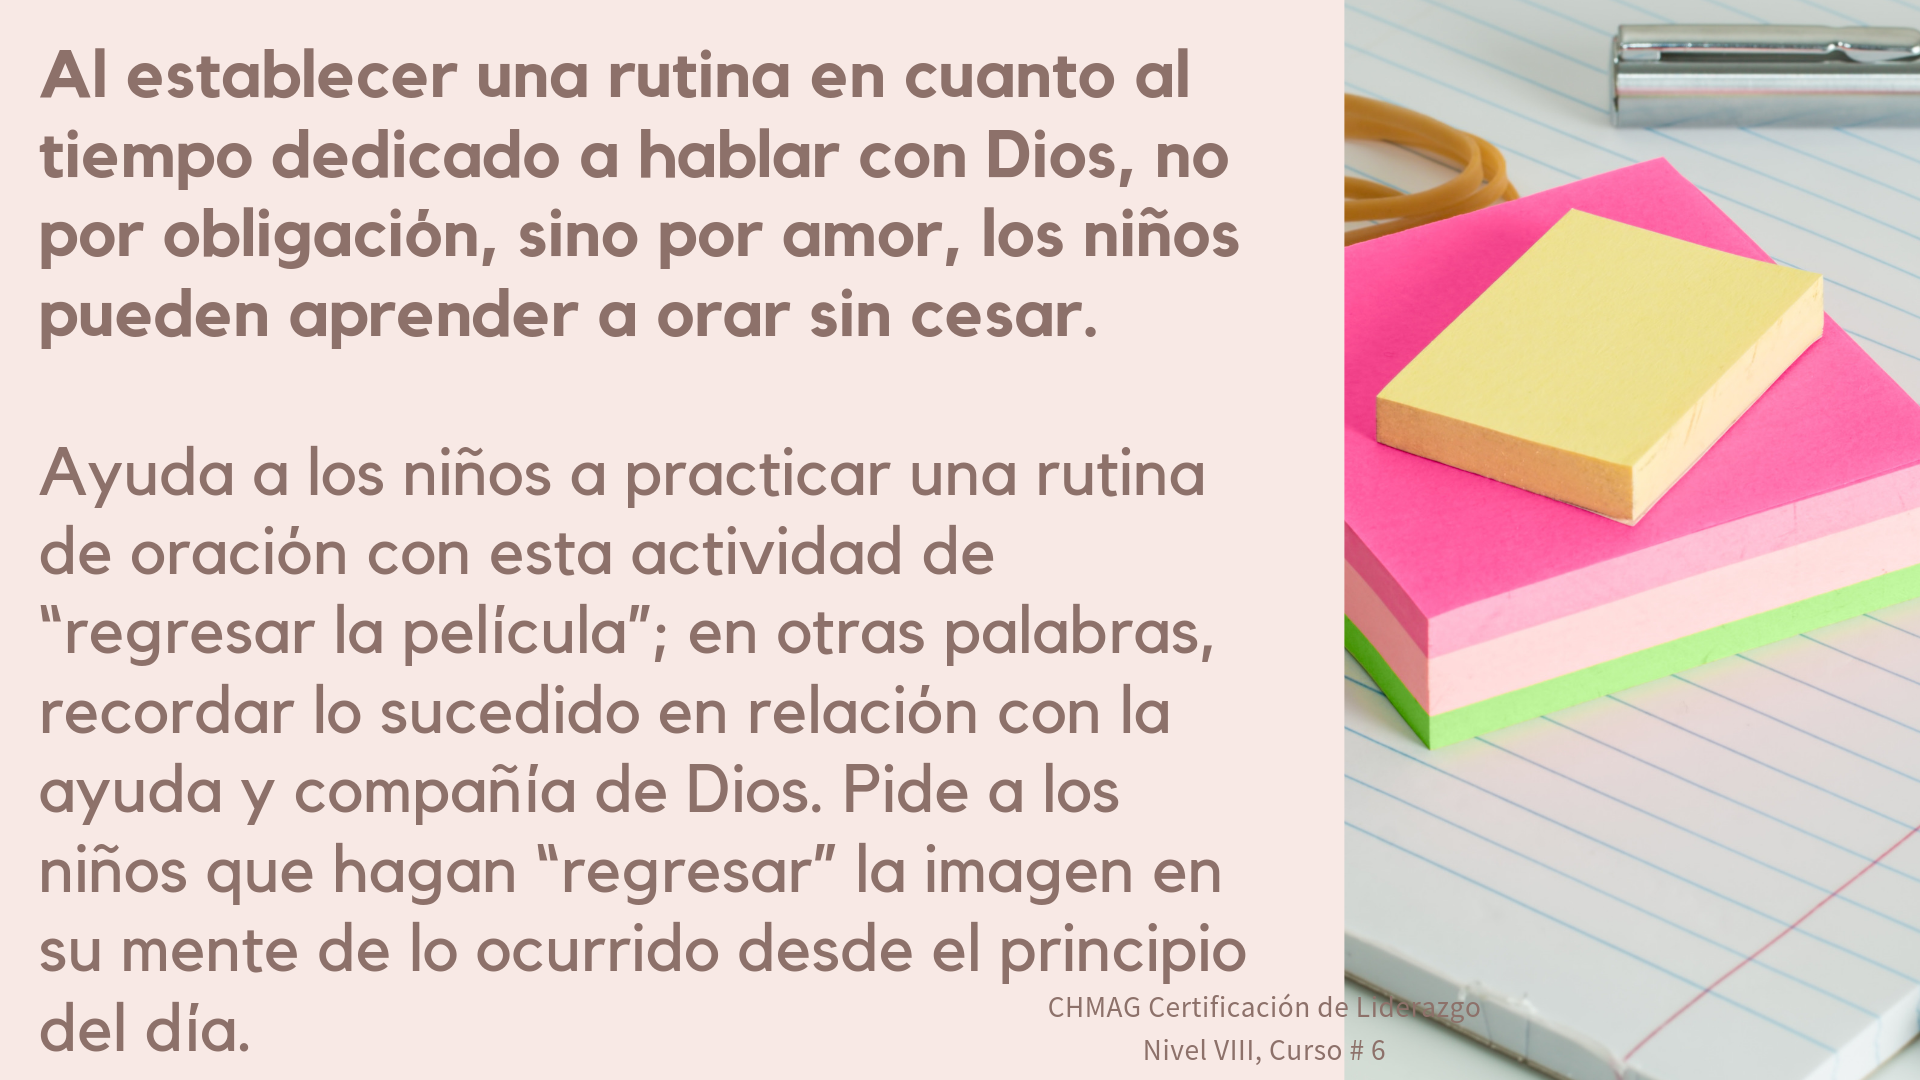 Al establecer una rutina en cuanto al
tiempo dedicado a hablar con Dios, no
por obligación, sino por amor, los niños
pueden aprender a orar sin cesar.
Ayuda a los niños a practicar una rutina
de oración con esta actividad de
“regresar la película”; en otras palabras,
recordar lo sucedido en relación con la
ayuda y compañía de Dios. Pide a los
niños que hagan “regresar” la imagen en
su mente de lo ocurrido desde el principio
del día.
CHMAG Certificación de Liderazgo
Nivel VIII, Curso # 6